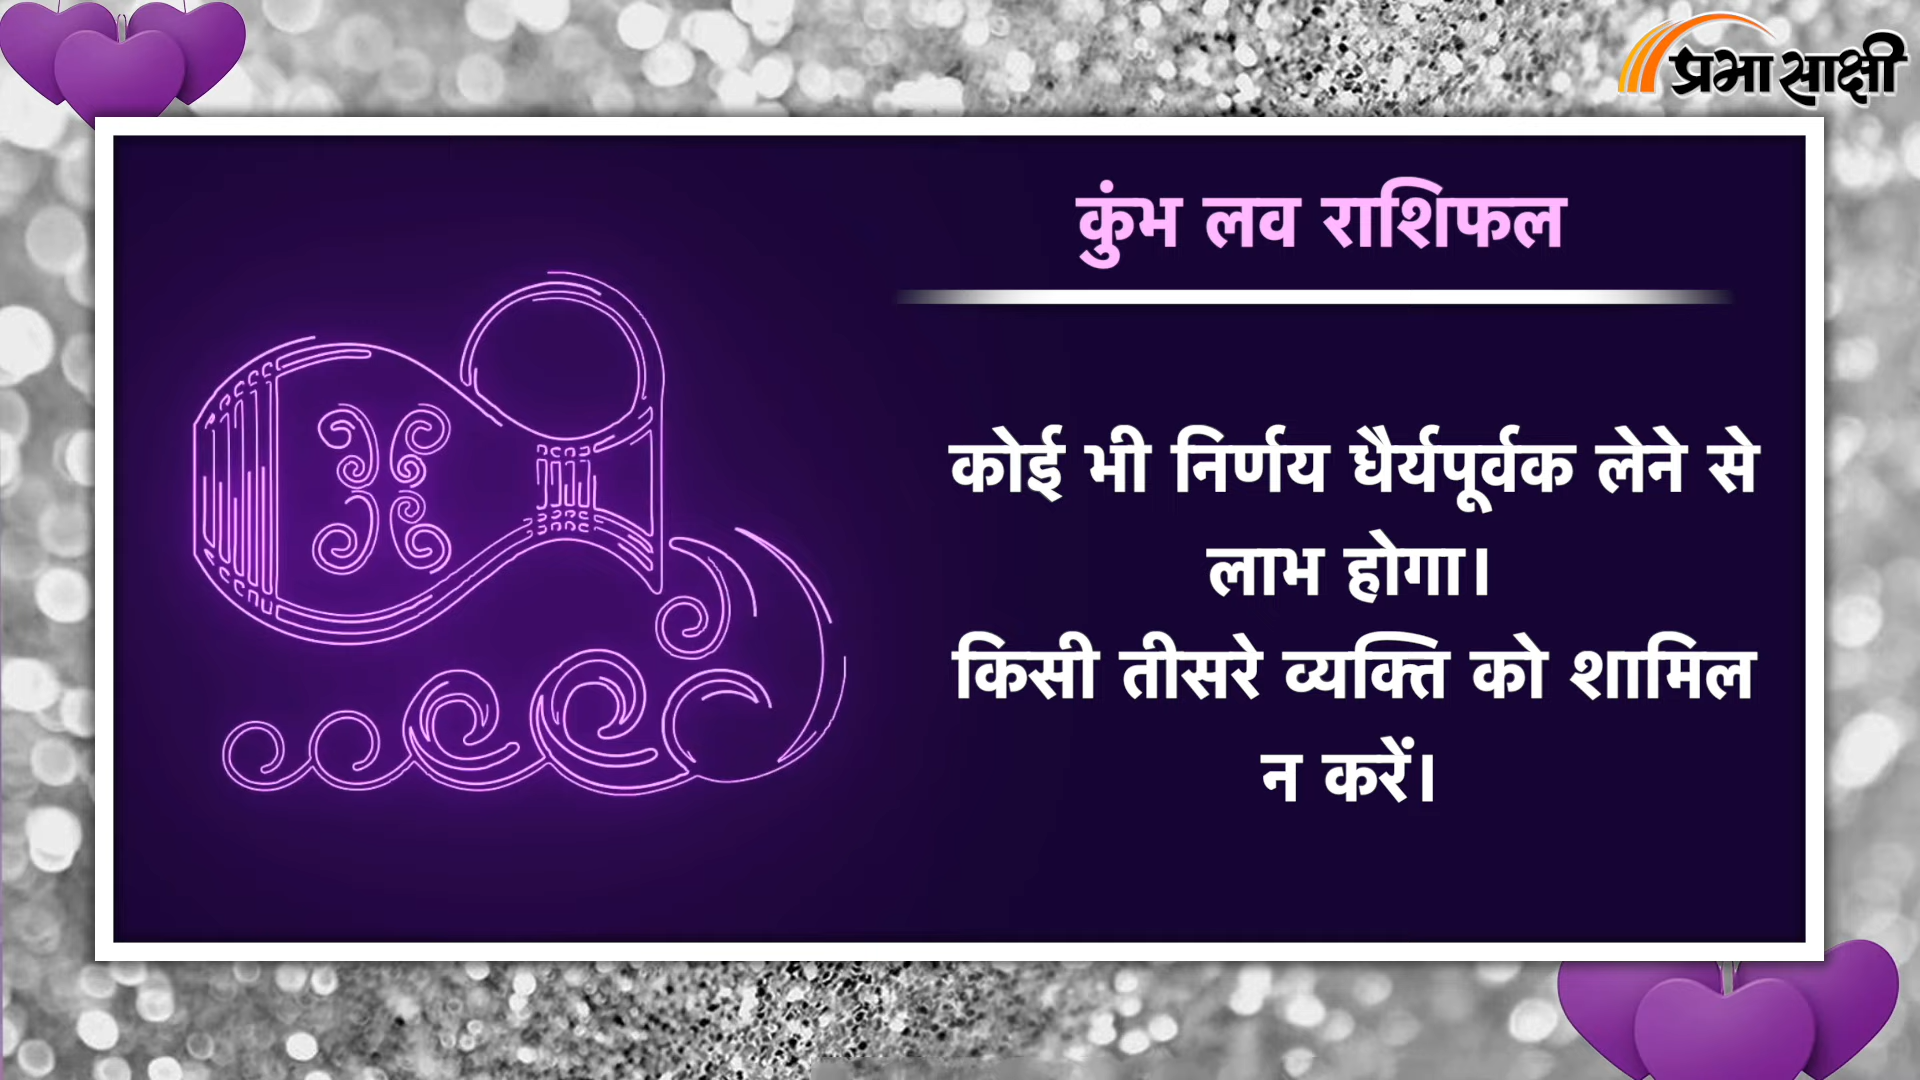 प्रभासाक्षी
कुंभ लव राशिफल
कोई भी निर्णय धैर्यपूर्वक लेने से
लाभ होगा।
किसी तीसरे व्यक्ति को शामिल
न करें।